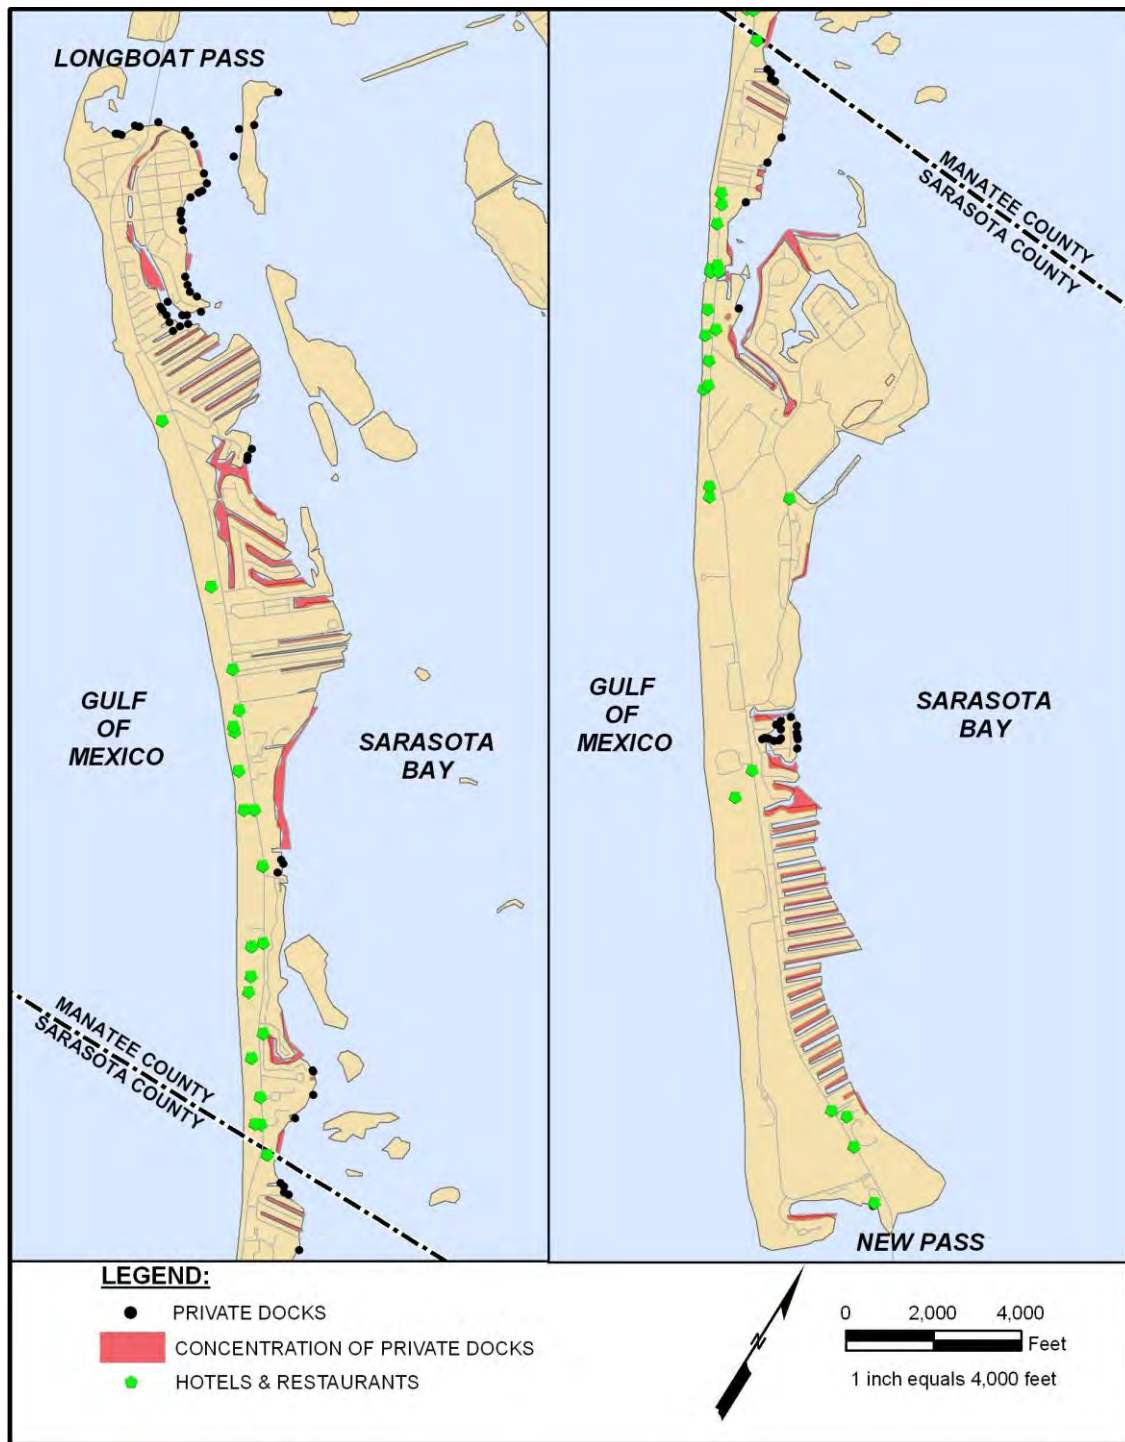 LONGBOAT PASS
GULF
OF
MEXICO
SARASOTA
BAY
MANATEE COUNTY
SARASOTA COUNTY
MANATEE COUNTY
SARASOTA COUNTY
GULF
OF
MEXICO
SARASOTA
BAY
NEW PASS
LEGEND:
PRIVATE DOCKS
CONCENTRATION OF PRIVATE DOCKS
HOTELS & RESTAURANTS
N
0 2,000 4,000
Feet
1 inch equals 4,000 feet